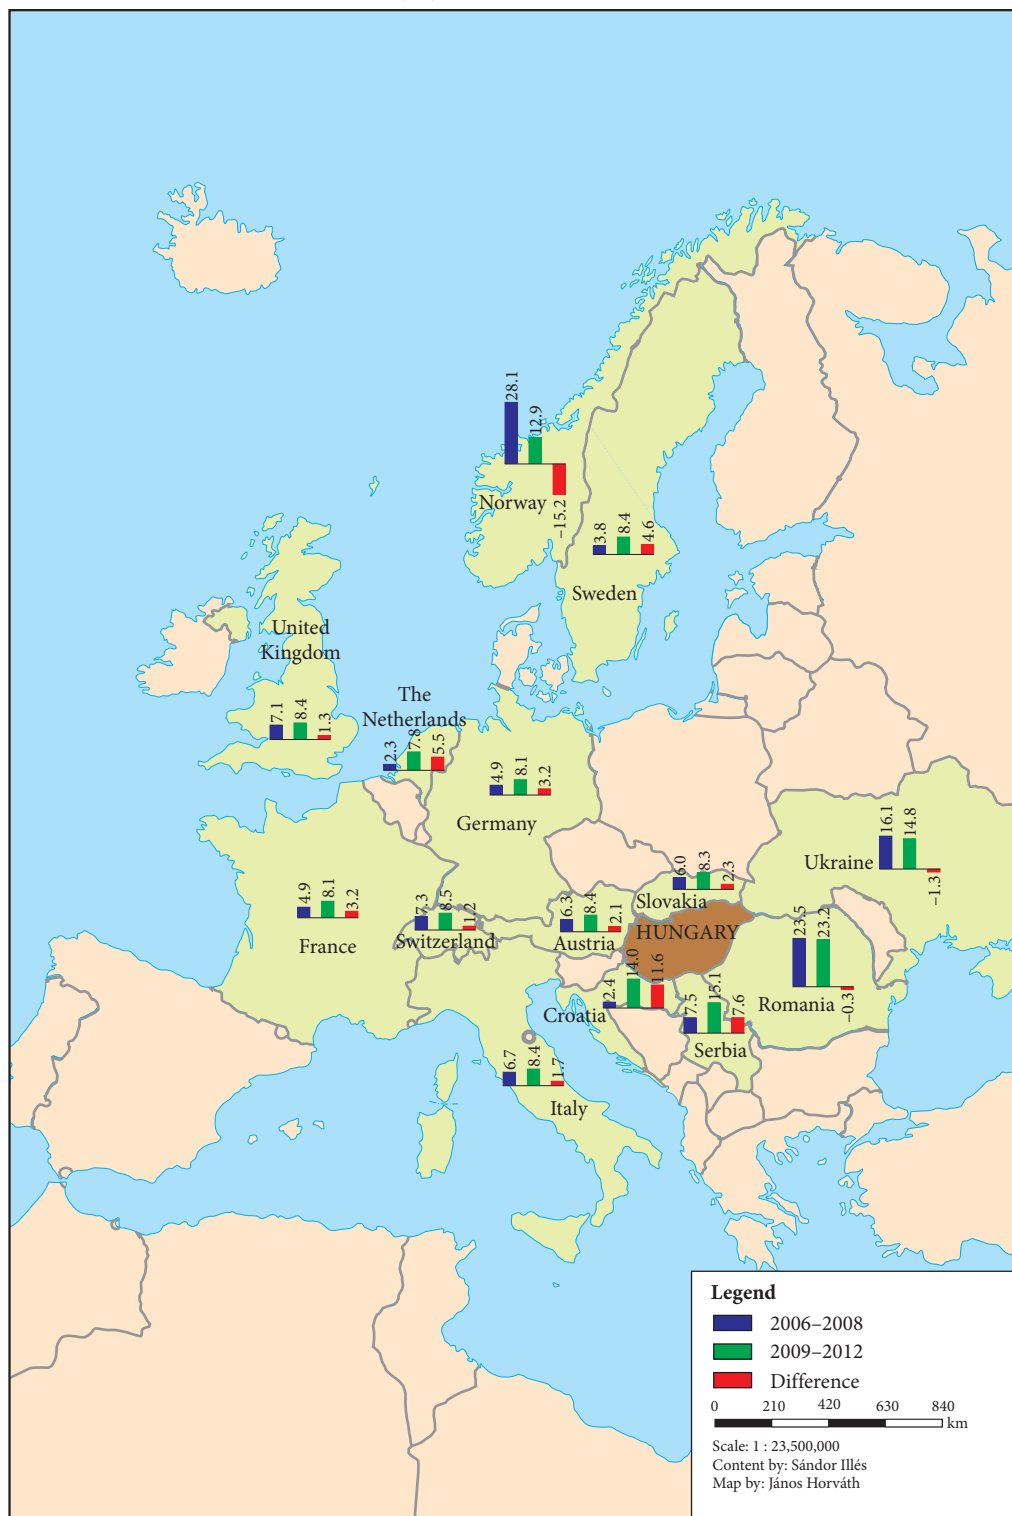 28.1
12.9
−15.2
Norway
3.8
8.4
4.6
Sweden
United
Kingdom
7.1
8.4
1.3
The
Netherlands
2.3
7.8
5.5
4.9
8.1
3.2
Germany
16.1
14.8
−1.3
Ukraine
6.0
8.3
2.3
Slovakia
4.9
8.1
3.2
France
7.3
8.5
1.2
Switzerland
6.3
8.4
2.1
Austria
HUNGARY
23.5
23.2
−0.3
Romania
2.4
14.0
11.6
Croatia
7.5
15.1
7.6
Serbia
6.7
8.4
1.7
Italy
Legend
2006–2008
2009–2012
Difference
0 210 420 630 840
km
Scale: 1 : 23,500,000
Content by: Sándor Illés
Map by: János Horváth